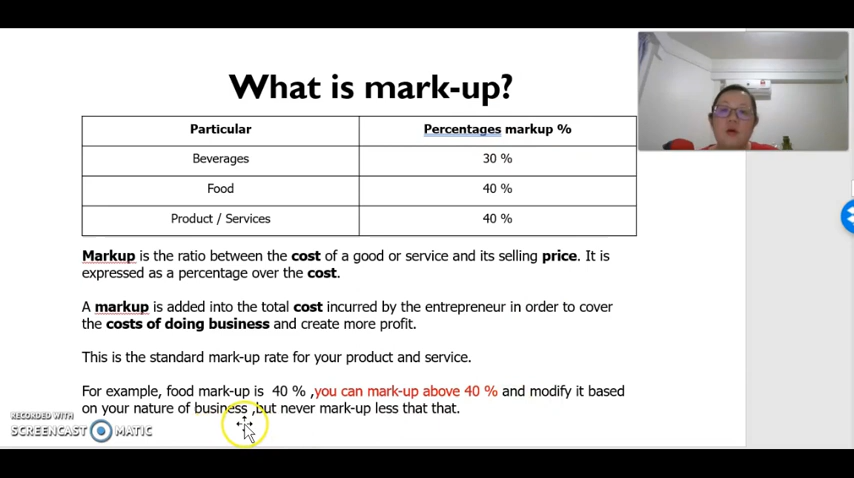 What is mark-up?
Particular Percentages markup %
Beverages 30 %
Food 40 %
Product / Services 40 %
Markup is the ratio between the cost of a good or service and its selling price. It is
expressed as a percentage over the cost.
A markup is added into the total cost incurred by the entrepreneur in order to cover
the costs of doing business and create more profit.
This is the standard mark-up rate for your product and service.
For example, food mark-up is 40 % ,you can mark-up above 40 % and modify it based
on your nature of business ,but never mark-up less that that.
RECORDED WITH
SCREENCAST MATIC